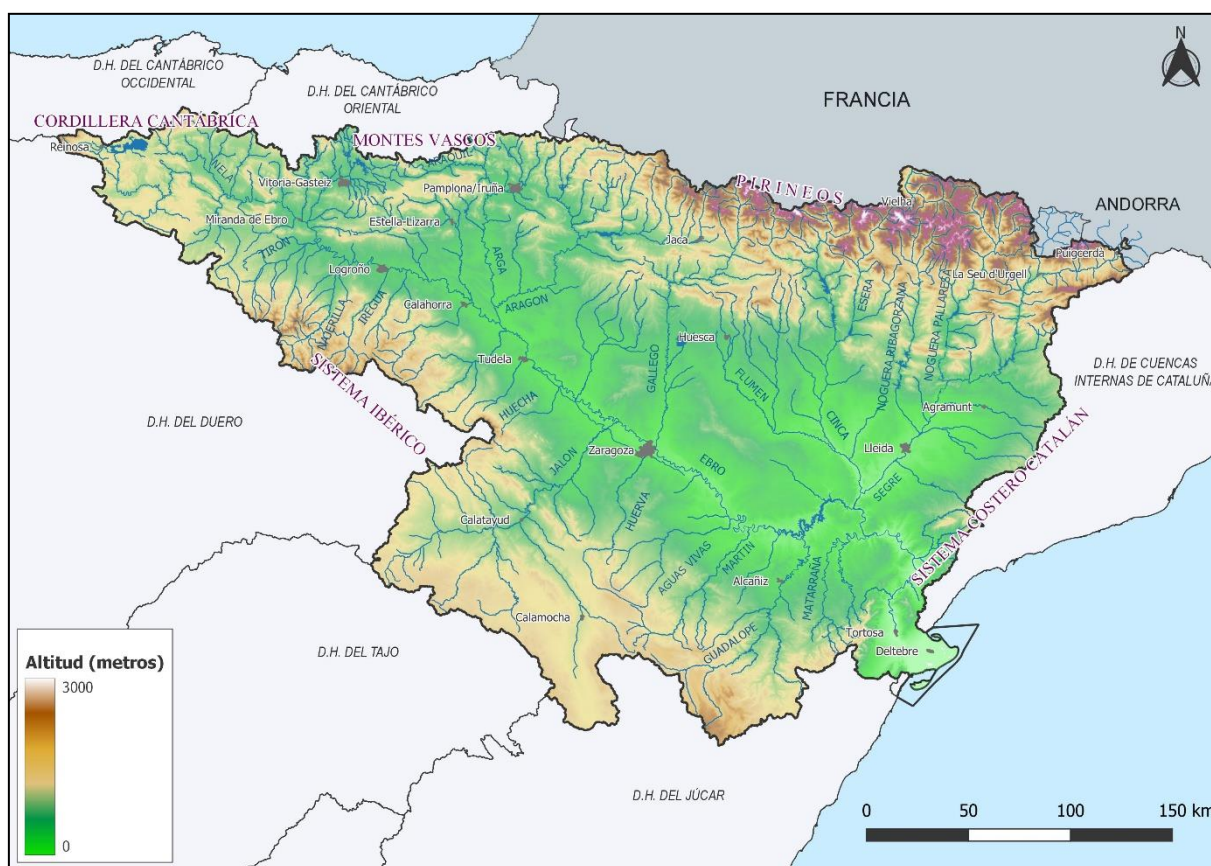 D.H. DEL CANTÁBRICO
OCCIDENTAL
D.H. DEL CANTÁBRICO
ORIENTAL
FRANCIA
N
CORDILLERA CANTÁBRICA
MONTES VASCOS
Reinosa
ARAQUIL
NELA
Vitoria-Gasteiz
Pamplona/Iruña
PIRINEOS
Vielha
ANDORRA
Miranda de Ebro
Estella-Lizarra
Jaca
Puigcerdà
TIRON
ARGA
La Seu d'Urgell
Logroño
ESERA
NOGUERA RIBAGORZANA
NOGUERA PALLARESA
Calahorra
ARAGON
NAJERILLA
IREGUA
Huesca
Tudela
GALLEGO
FLUMEN
D.H. DE CUENCAS
INTERNAS DE CATALUÑA
SISTEMA IBÉRICO
HUECHA
CINCA
Agramunt
D.H. DEL DUERO
JALON
Zaragoza
EBRO
Lleida
SEGRE
SISTEMA COSTERO CATALÁN
HUERVA
Calatayud
AGUAS VIVAS
MARTIN
Alcañiz
MATARRAÑA
Calamocha
GUADALOPE
Tortosa
Deltebre
D.H. DEL TAJO
Altitud (metros)
3000
0
D.H. DEL JÚCAR
0 50 100 150 km